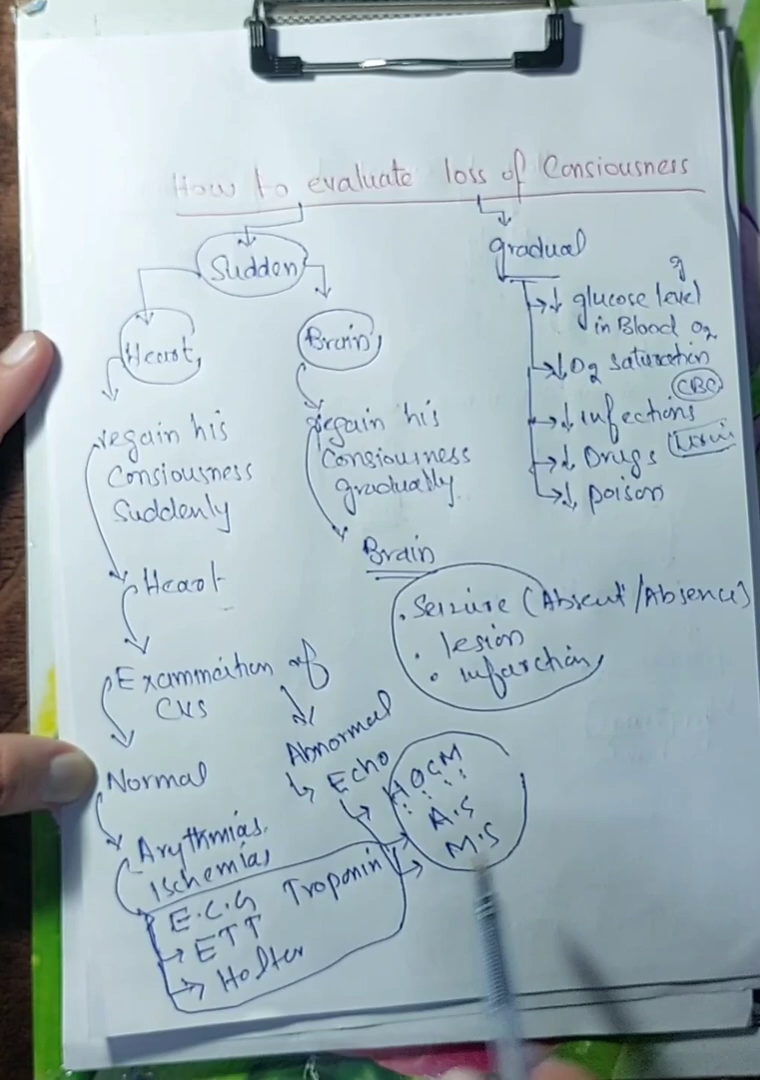 How to evaluate loss of Consiousness
Sudden
Heart
regain his
Consiousness
Suddenly
Heart
Examination of
CVS
Normal
Arythmias
Ischemias
E.C.G
ETT
Holter
Troponin
Abnormal
Echo
HOCM
A.S
M.S
Brain
regain his
Consiousness
gradually
Brain
• Seizure (Absent/Absence)
• lesion
• infarction
gradual
↓ glucose level
in Blood O2
↓ O2 saturation
CBC
↓ infections
↓ Drugs
↓ poison